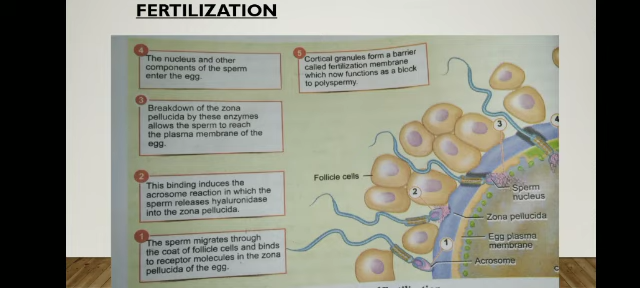 FERTILIZATION
4
The nucleus and other
components of the sperm
enter the egg.
5
Cortical granules form a barrier
called fertilization membrane
which now functions as a block
to polyspermy.
3
Breakdown of the zona
pellucida by these enzymes
allows the sperm to reach
the plasma membrane of the
egg.
2
This binding induces the
acrosome reaction in which the
sperm releases hyaluronidase
into the zona pellucida.
1
The sperm migrates through
the coat of follicle cells and binds
to receptor molecules in the zona
pellucida of the egg.
3
4
Follicle cells
2
Sperm
nucleus
Zona pellucida
1
Egg plasma
membrane
Acrosome